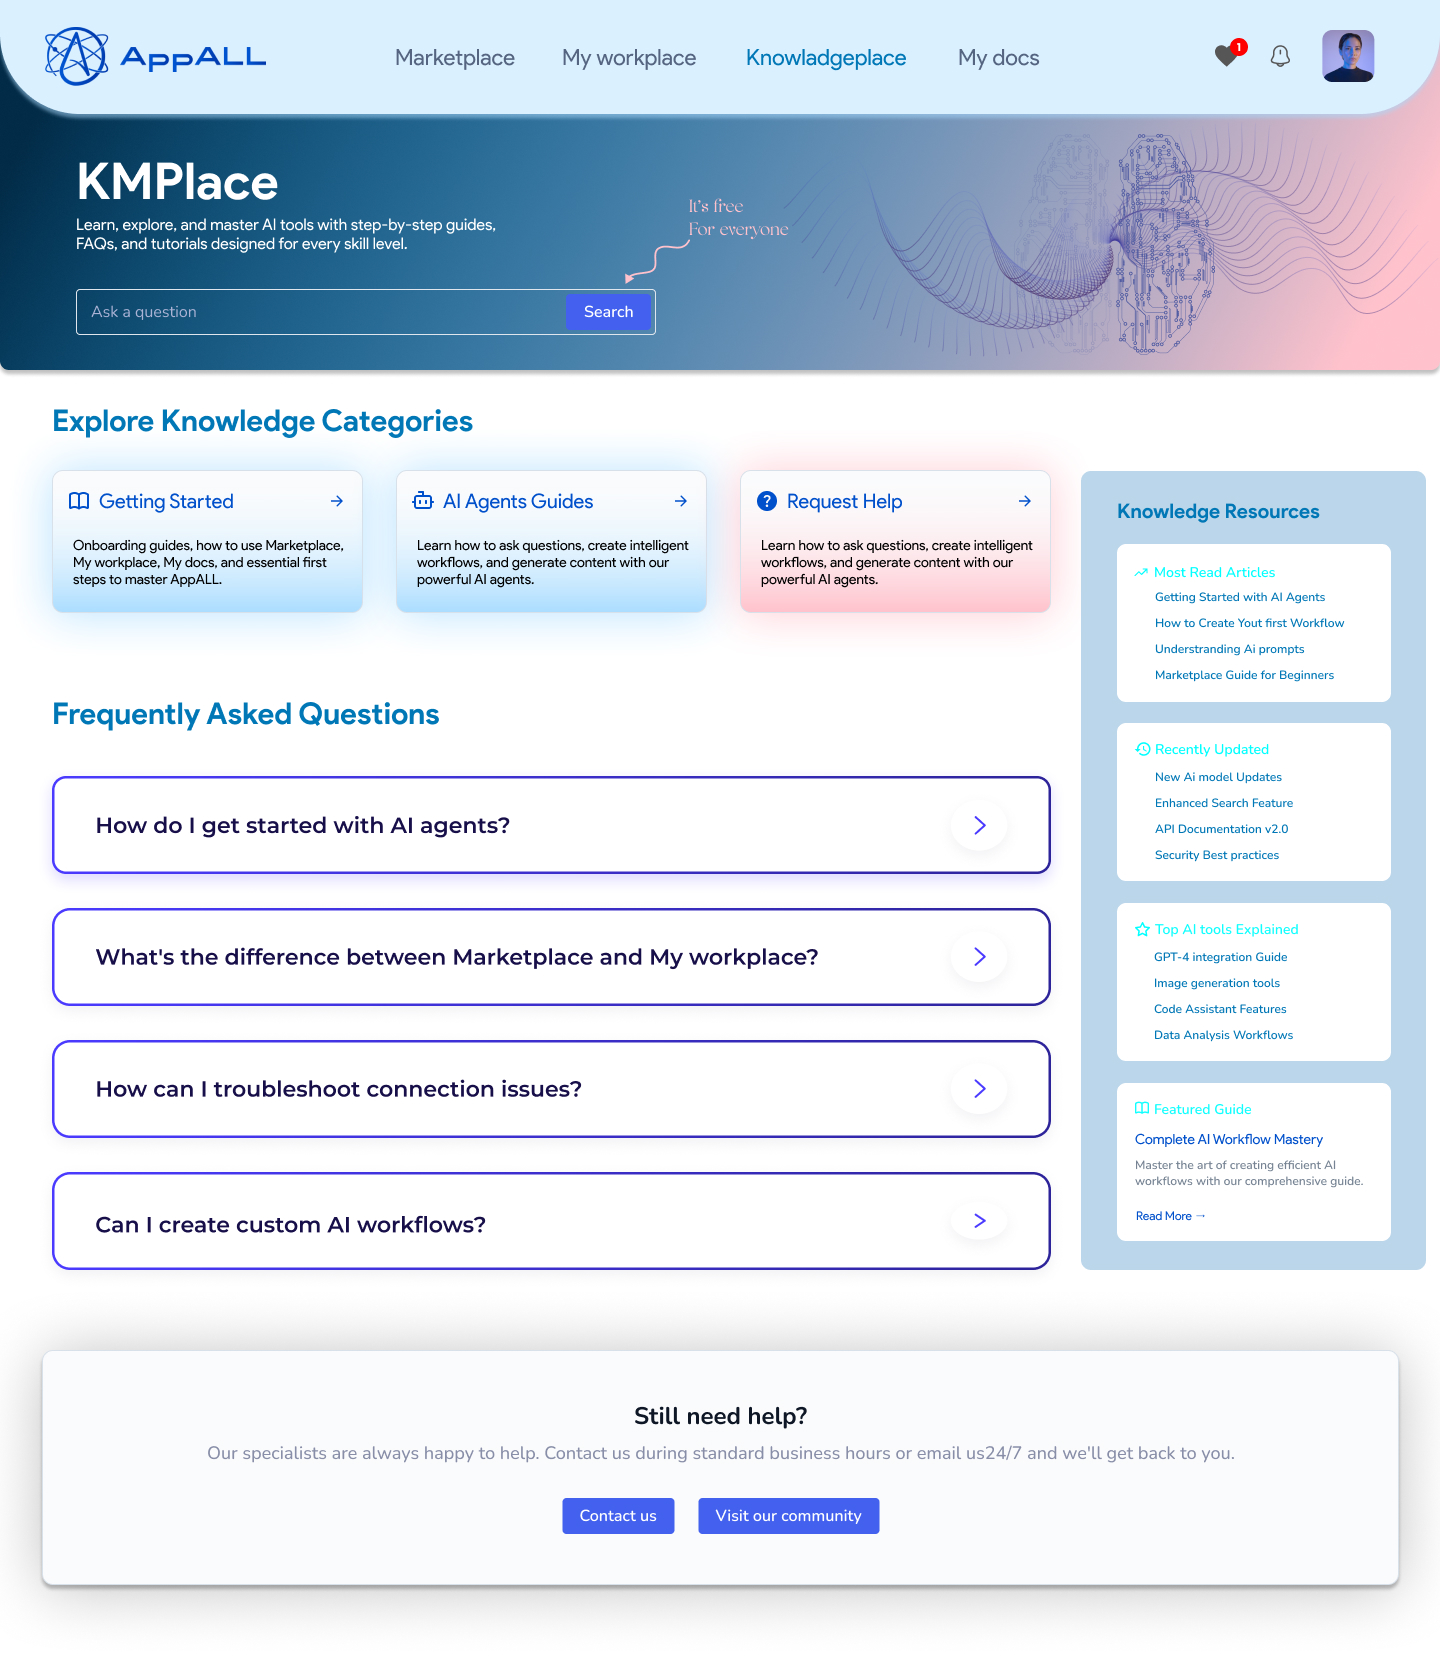 AppALL
Marketplace
My workplace
Knowladgeplace
My docs
1
KMPlace
Learn, explore, and master AI tools with step-by-step guides,
FAQs, and tutorials designed for every skill level.
It's free
For everyone
Ask a question
Search
Explore Knowledge Categories
Getting Started
Onboarding guides, how to use Marketplace,
My workplace, My docs, and essential first
steps to master AppALL.
AI Agents Guides
Learn how to ask questions, create intelligent
workflows, and generate content with our
powerful AI agents.
Request Help
Learn how to ask questions, create intelligent
workflows, and generate content with our
powerful AI agents.
Frequently Asked Questions
How do I get started with AI agents?
What's the difference between Marketplace and My workplace?
How can I troubleshoot connection issues?
Can I create custom AI workflows?
Knowledge Resources
Most Read Articles
Getting Started with AI Agents
How to Create Yout first Workflow
Understranding Ai prompts
Marketplace Guide for Beginners
Recently Updated
New Ai model Updates
Enhanced Search Feature
API Documentation v2.0
Security Best practices
Top AI tools Explained
GPT-4 integration Guide
Image generation tools
Code Assistant Features
Data Analysis Workflows
Featured Guide
Complete AI Workflow Mastery
Master the art of creating efficient AI
workflows with our comprehensive guide.
Read More →
Still need help?
Our specialists are always happy to help. Contact us during standard business hours or email us24/7 and we'll get back to you.
Contact us
Visit our community